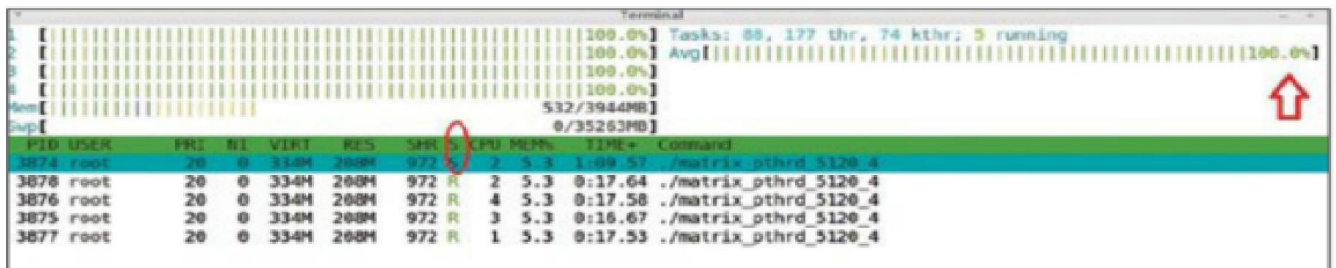 Terminal
1 [||||||||||||||||||||||||||||||||||||||||100.0%] Tasks: 88, 177 thr, 74 kthr; 5 running
2 [||||||||||||||||||||||||||||||||||||||||100.0%] Avg[||||||||||||||||||||||||||||||||||||||||100.0%]
3 [||||||||||||||||||||||||||||||||||||||||100.0%]
4 [||||||||||||||||||||||||||||||||||||||||100.0%]
Mem[|||||||||||||||||| 532/3944MB]
Swp[ 0/35263MB]
PID USER PRI NI VIRT RES SHR S CPU MEM% TIME+ Command
3874 root 20 0 334M 208M 972 S 2 5.3 1:09.57 ./matrix_pthrd_5120_4
3878 root 20 0 334M 208M 972 R 2 5.3 0:17.64 ./matrix_pthrd_5120_4
3876 root 20 0 334M 208M 972 R 4 5.3 0:17.58 ./matrix_pthrd_5120_4
3875 root 20 0 334M 208M 972 R 3 5.3 0:16.67 ./matrix_pthrd_5120_4
3877 root 20 0 334M 208M 972 R 1 5.3 0:17.53 ./matrix_pthrd_5120_4